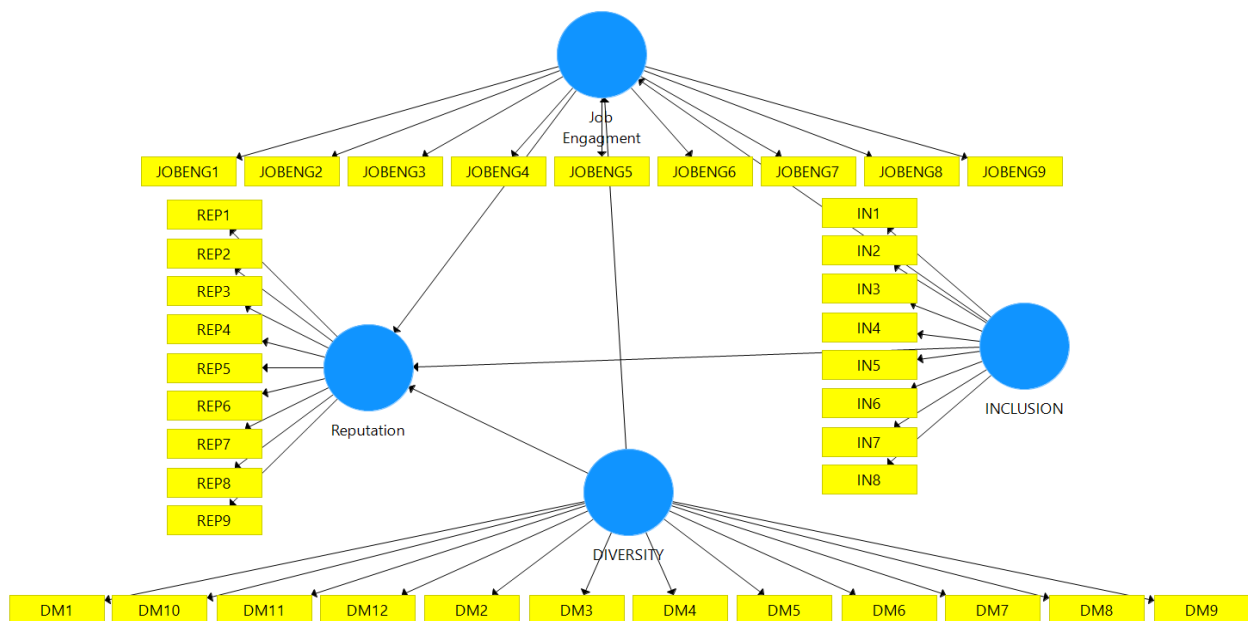 Job
Engagment
JOBENG1
JOBENG2
JOBENG3
JOBENG4
JOBENG5
JOBENG6
JOBENG7
JOBENG8
JOBENG9
REP1
REP2
REP3
REP4
REP5
REP6
REP7
REP8
REP9
Reputation
IN1
IN2
IN3
IN4
IN5
IN6
IN7
IN8
INCLUSION
DIVERSITY
DM1
DM10
DM11
DM12
DM2
DM3
DM4
DM5
DM6
DM7
DM8
DM9